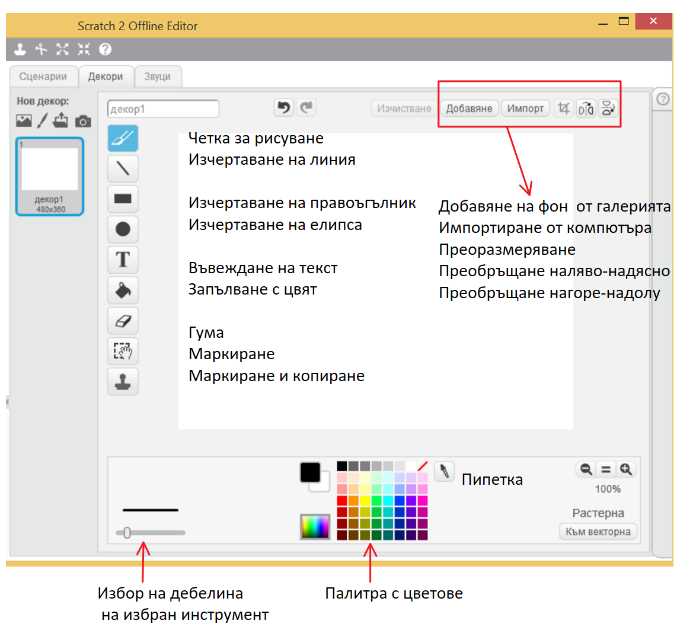 Scratch 2 Offline Editor
Сценарии Декори Звуци
Нов декор:
1
декор1
480x360
декор1
Изчистване Добавяне Импорт
Четка за рисуване
Изчертаване на линия
Изчертаване на правоъгълник
Изчертаване на елипса
Въвеждане на текст
Запълване с цвят
Гума
Маркиране
Маркиране и копиране
Добавяне на фон от галерията
Импортиране от компютъра
Преоразмеряване
Преобръщане наляво-надясно
Преобръщане нагоре-надолу
T
Пипетка
100%
Растерна
Към векторна
Избор на дебелина
на избран инструмент
Палитра с цветове